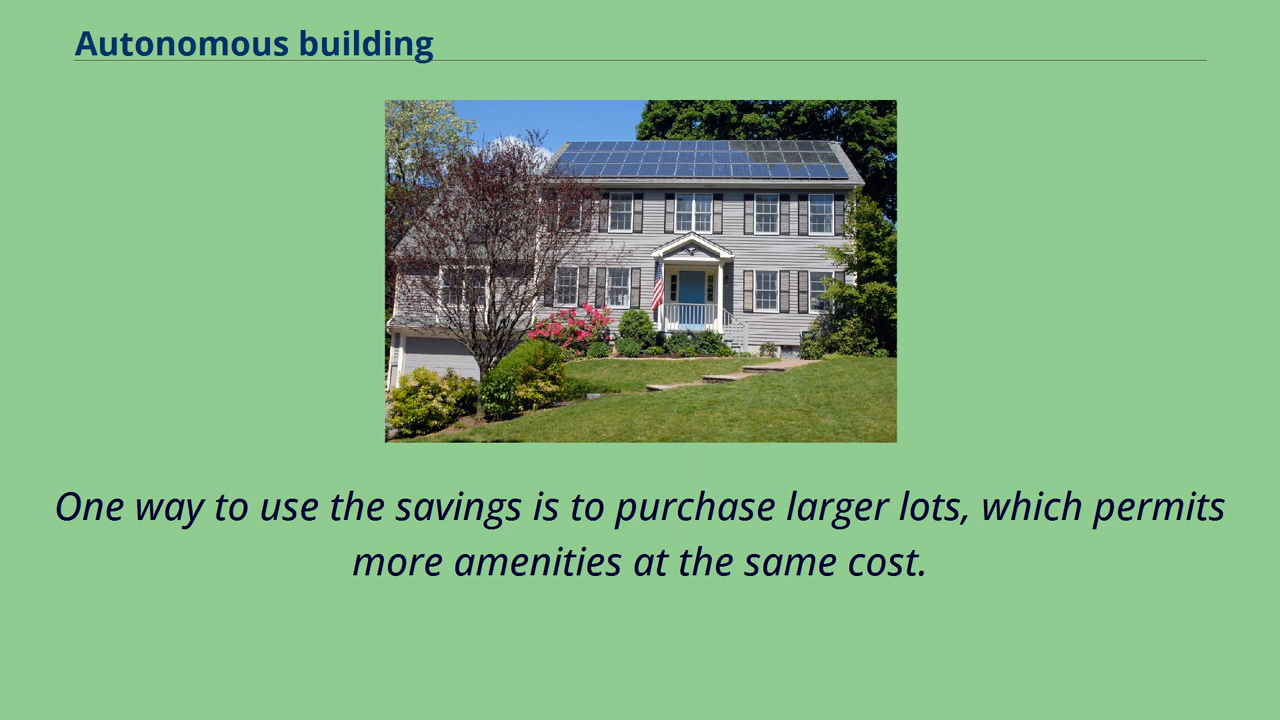 Autonomous building
One way to use the savings is to purchase larger lots, which permits
more amenities at the same cost.